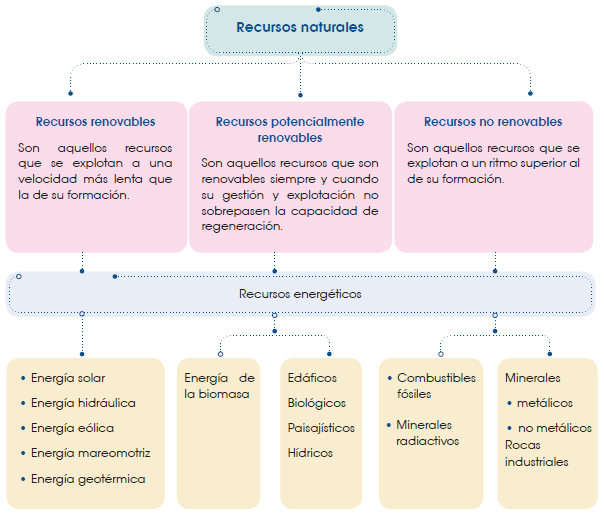 Recursos naturales
Recursos renovables
Son aquellos recursos
que se explotan a una
velocidad más lenta que
la de su formación.
Recursos potencialmente
renovables
Son aquellos recursos que son
renovables siempre y cuando
su gestión y explotación no
sobrepasen la capacidad de
regeneración.
Recursos no renovables
Son aquellos recursos que se
explotan a un ritmo superior al
de su formación.
Recursos energéticos
• Energía solar
• Energía hidráulica
• Energía eólica
• Energía mareomotriz
• Energía geotérmica
Energía de
la biomasa
Edáficos
Biológicos
Paisajísticos
Hídricos
• Combustibles
fósiles
• Minerales
radiactivos
Minerales
• metálicos
• no metálicos
Rocas
industriales